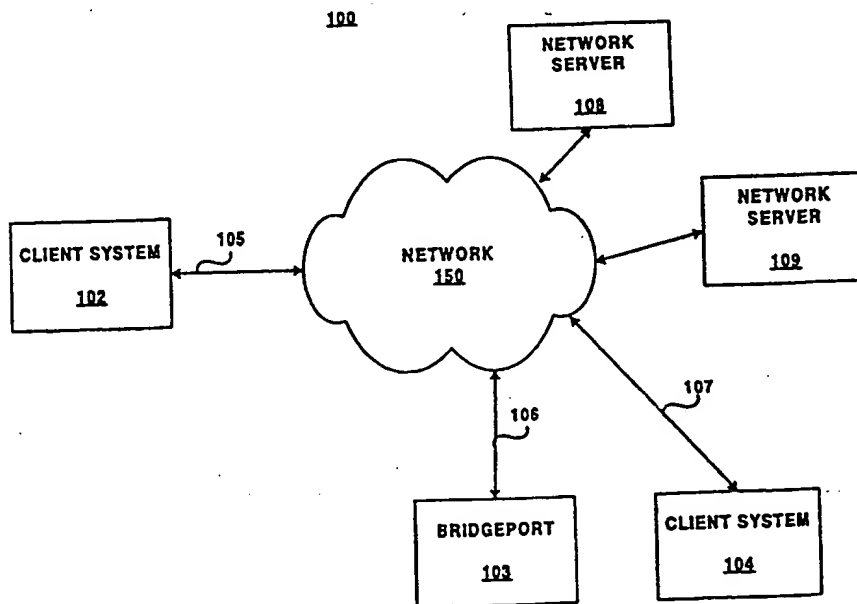 100
NETWORK
SERVER
108
NETWORK
SERVER
109
CLIENT SYSTEM
102
105
NETWORK
150
107
106
BRIDGEPORT
103
CLIENT SYSTEM
104